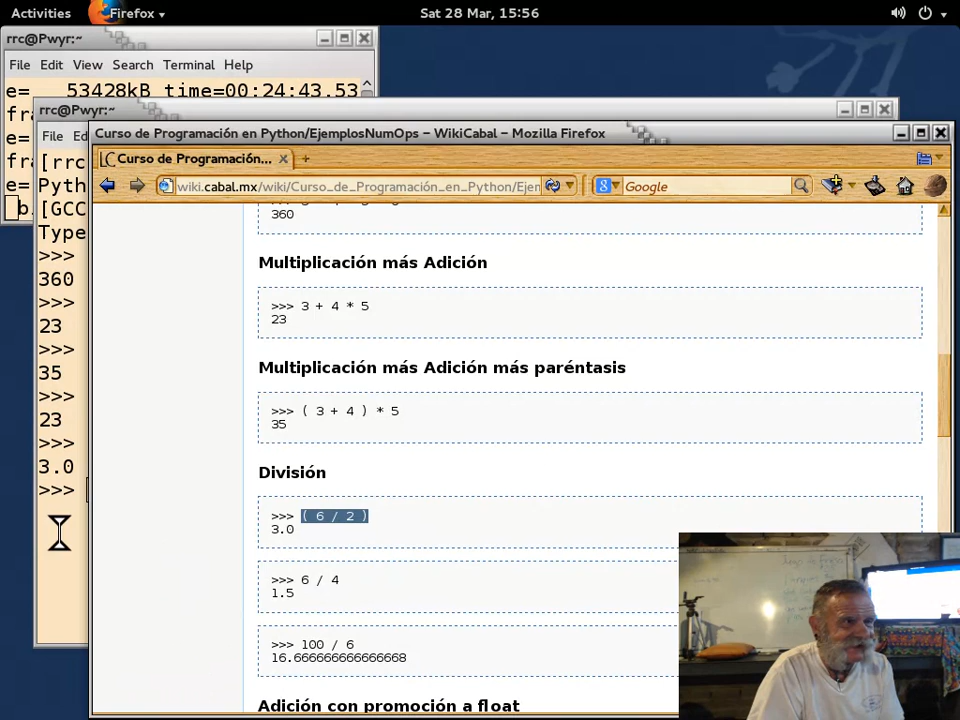 Activities
Firefox
Sat 28 Mar, 15:56
rrc@Pwyr:~
File Edit View Search Terminal Help
e= 53428kB time=00:24:43.53
fra
e=
fra
e=
rrc@Pwyr:~
File Ed
[rrc
Pyth
[GCC
Type
>>>
360
>>>
23
>>>
35
>>>
23
>>>
3.0
>>>
Curso de Programación en Python/EjemplosNumOps – WikiCabal – Mozilla Firefox
Curso de Programación...
wiki.cabal.mx/wiki/Curso_de_Programación_en_Python/Ejem
Google
360
Multiplicación más Adición
>>> 3 + 4 * 5
23
Multiplicación más Adición más paréntasis
>>> ( 3 + 4 ) * 5
35
División
>>> ( 6 / 2 )
3.0
>>> 6 / 4
1.5
>>> 100 / 6
16.666666666666668
Adición con promoción a float